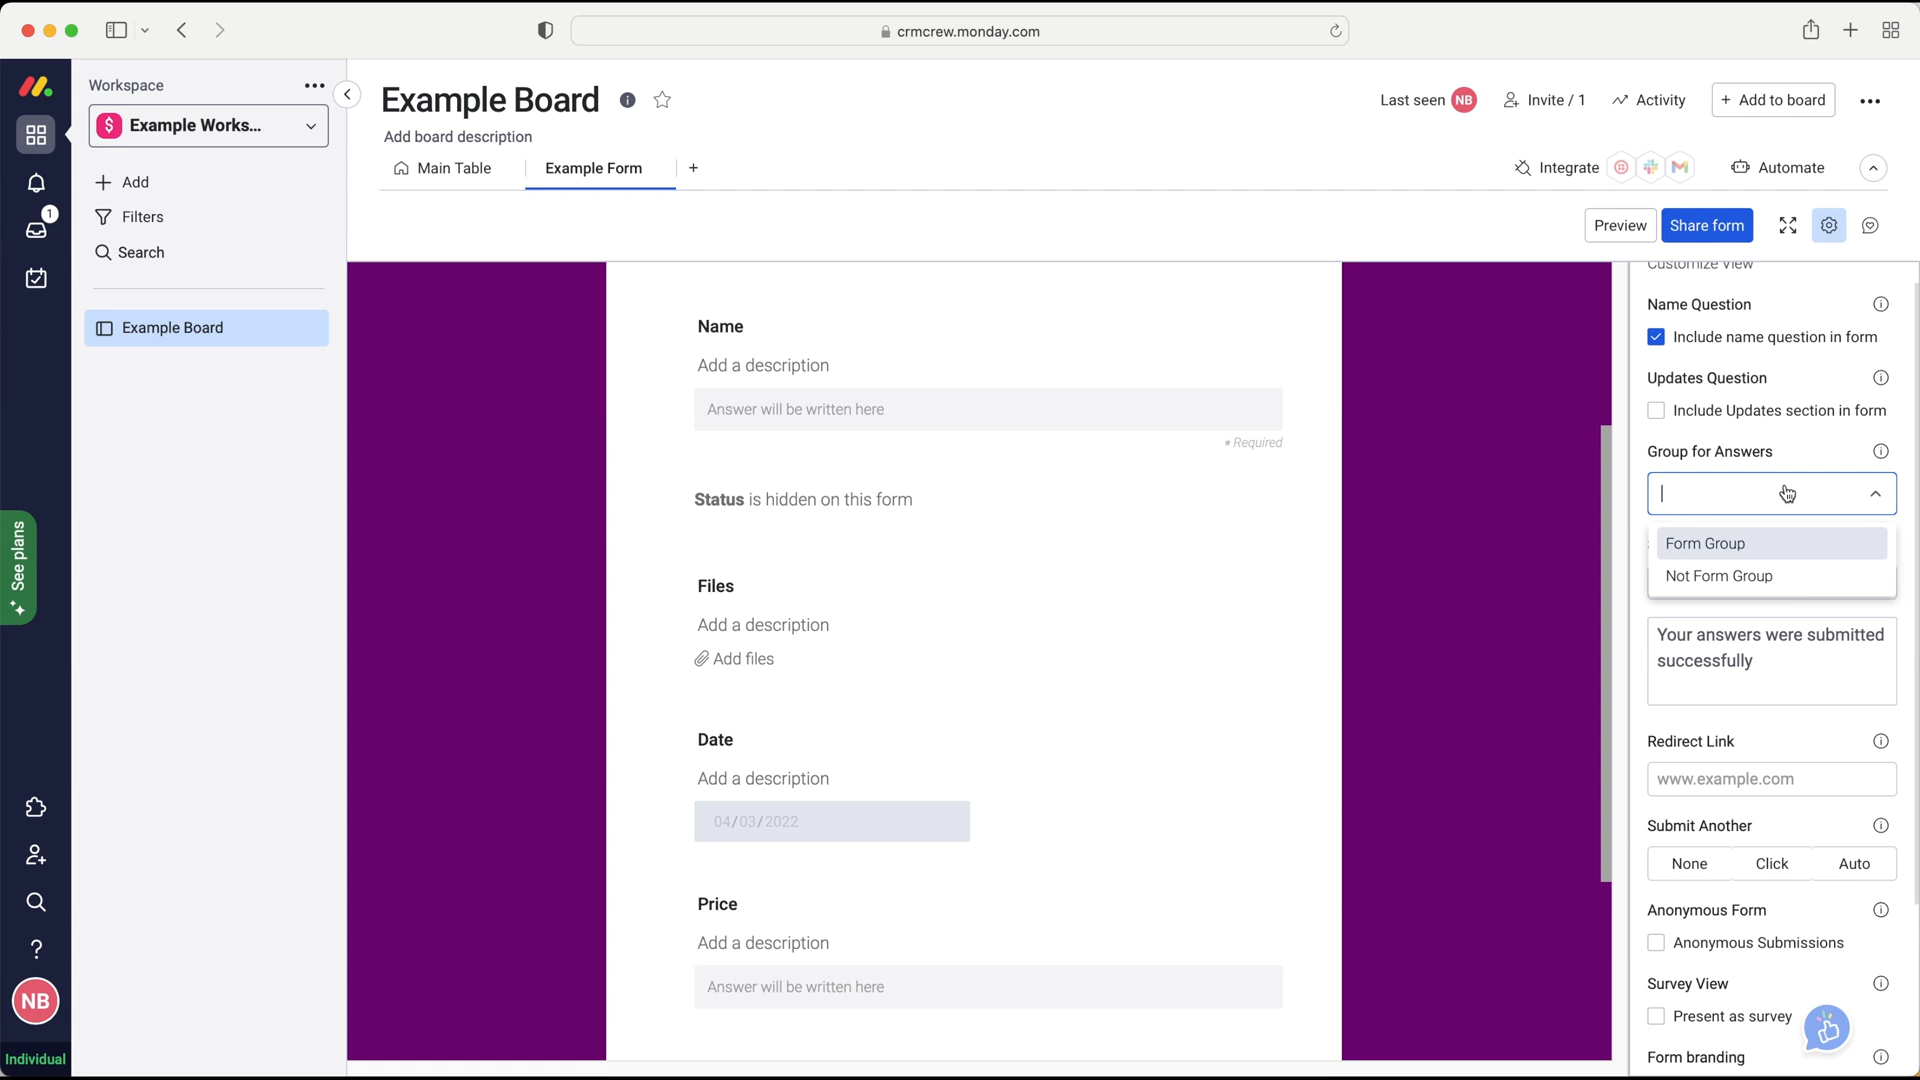 crmcrew.monday.com
Workspace
Example Works...
Add
Filters
Search
Example Board
1
See plans
NB
Individual
Example Board
Add board description
Main Table
Example Form
Last seen NB
Invite / 1
Activity
+ Add to board
Integrate
Automate
Preview
Share form
Name
Add a description
Answer will be written here
* Required
Status is hidden on this form
Files
Add a description
Add files
Date
Add a description
04/03/2022
Price
Add a description
Answer will be written here
Customize View
Name Question
Include name question in form
Updates Question
Include Updates section in form
Group for Answers
Form Group
Not Form Group
Your answers were submitted
successfully
Redirect Link
www.example.com
Submit Another
None Click Auto
Anonymous Form
Anonymous Submissions
Survey View
Present as survey
Form branding